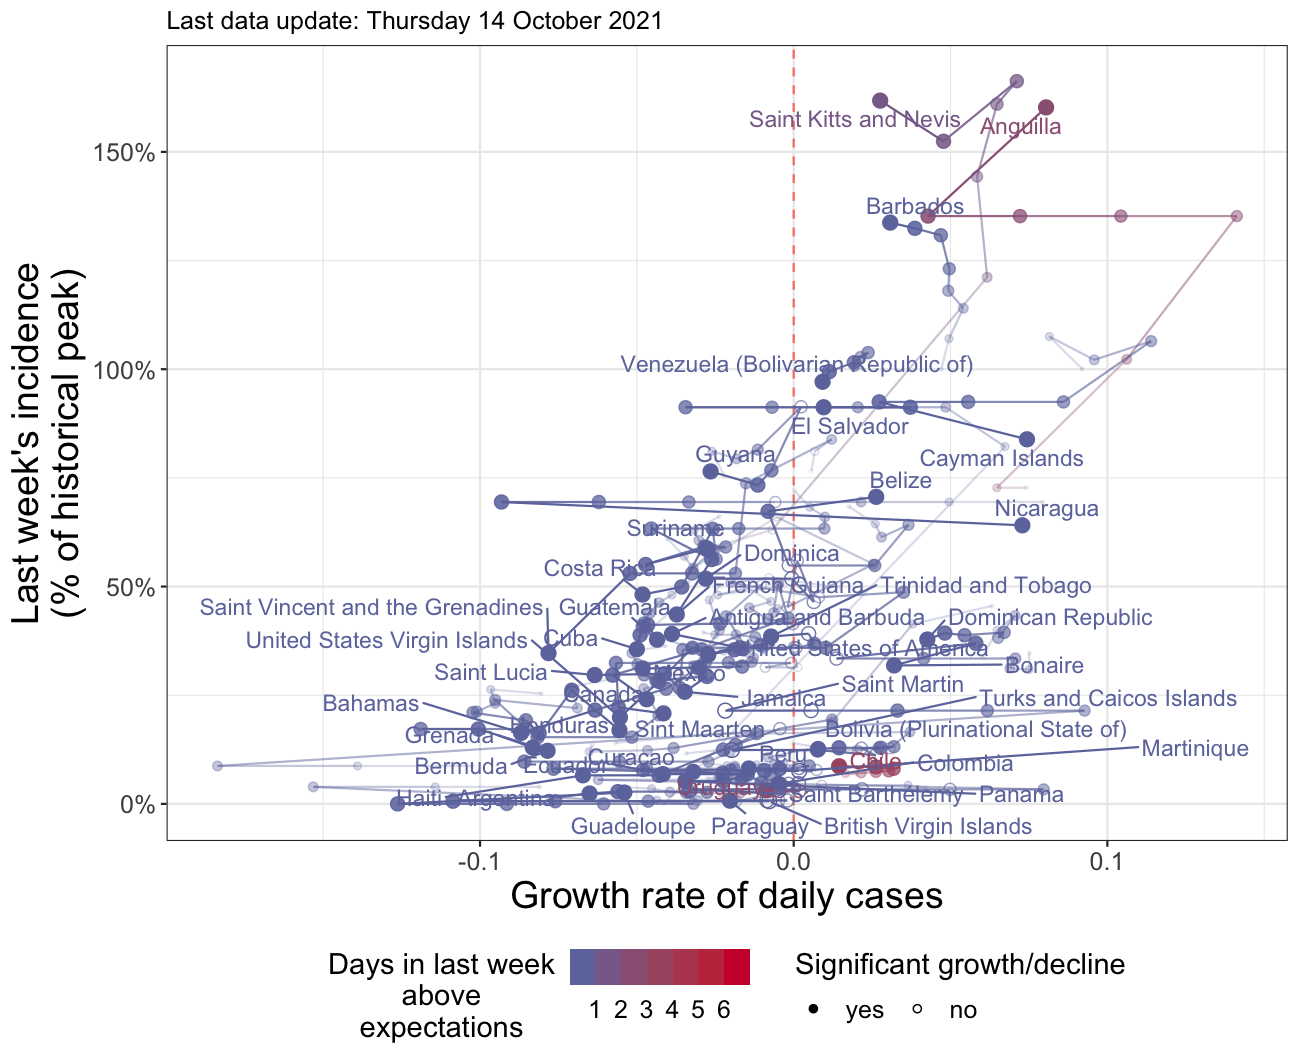 Last data update: Thursday 14 October 2021
Last week's incidence
(% of historical peak)
150%
100%
50%
0%
Saint Kitts and Nevis
Anguilla
Barbados
Venezuela (Bolivarian Republic of)
El Salvador
Guyana
Cayman Islands
Belize
Nicaragua
Suriname
Dominica
Costa Rica
French Guiana
Trinidad and Tobago
Saint Vincent and the Grenadines
Guatemala
Antigua and Barbuda
Dominican Republic
United States Virgin Islands
Cuba
United States of America
Bonaire
Saint Lucia
Mexico
Saint Martin
Canada
Jamaica
Turks and Caicos Islands
Bahamas
Honduras
Sint Maarten
Bolivia (Plurinational State of)
Grenada
Martinique
Curaçao
Peru
Chile
Colombia
Bermuda
Ecuador
Uruguay
Haiti
Argentina
Saint Barthelemy
Panama
Guadeloupe
Paraguay
British Virgin Islands
-0.1
0.0
0.1
Growth rate of daily cases
Days in last week
above
expectations
1 2 3 4 5 6
Significant growth/decline
yes
no